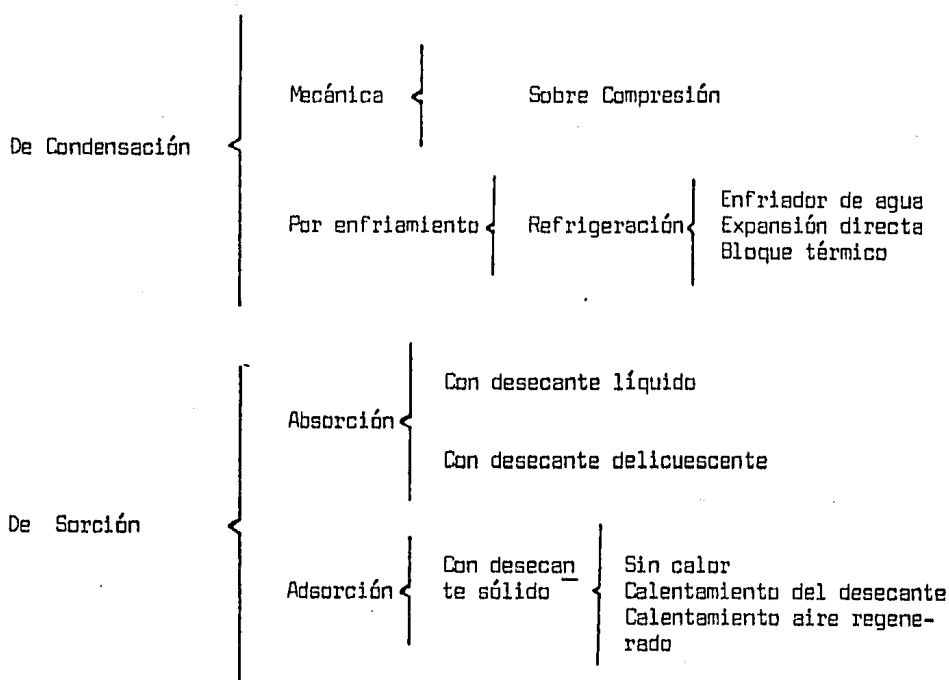 De Condensación
Mecánica
Sobre Compresión
Por enfriamiento
Refrigeración
Enfriador de agua
Expansión directa
Bloque térmico
De Sorción
Absorción
Con desecante líquido
Con desecante delicuescente
Adsorción
Con desecan
te sólido
Sin calor
Calentamiento del desecante
Calentamiento aire regene-
rado